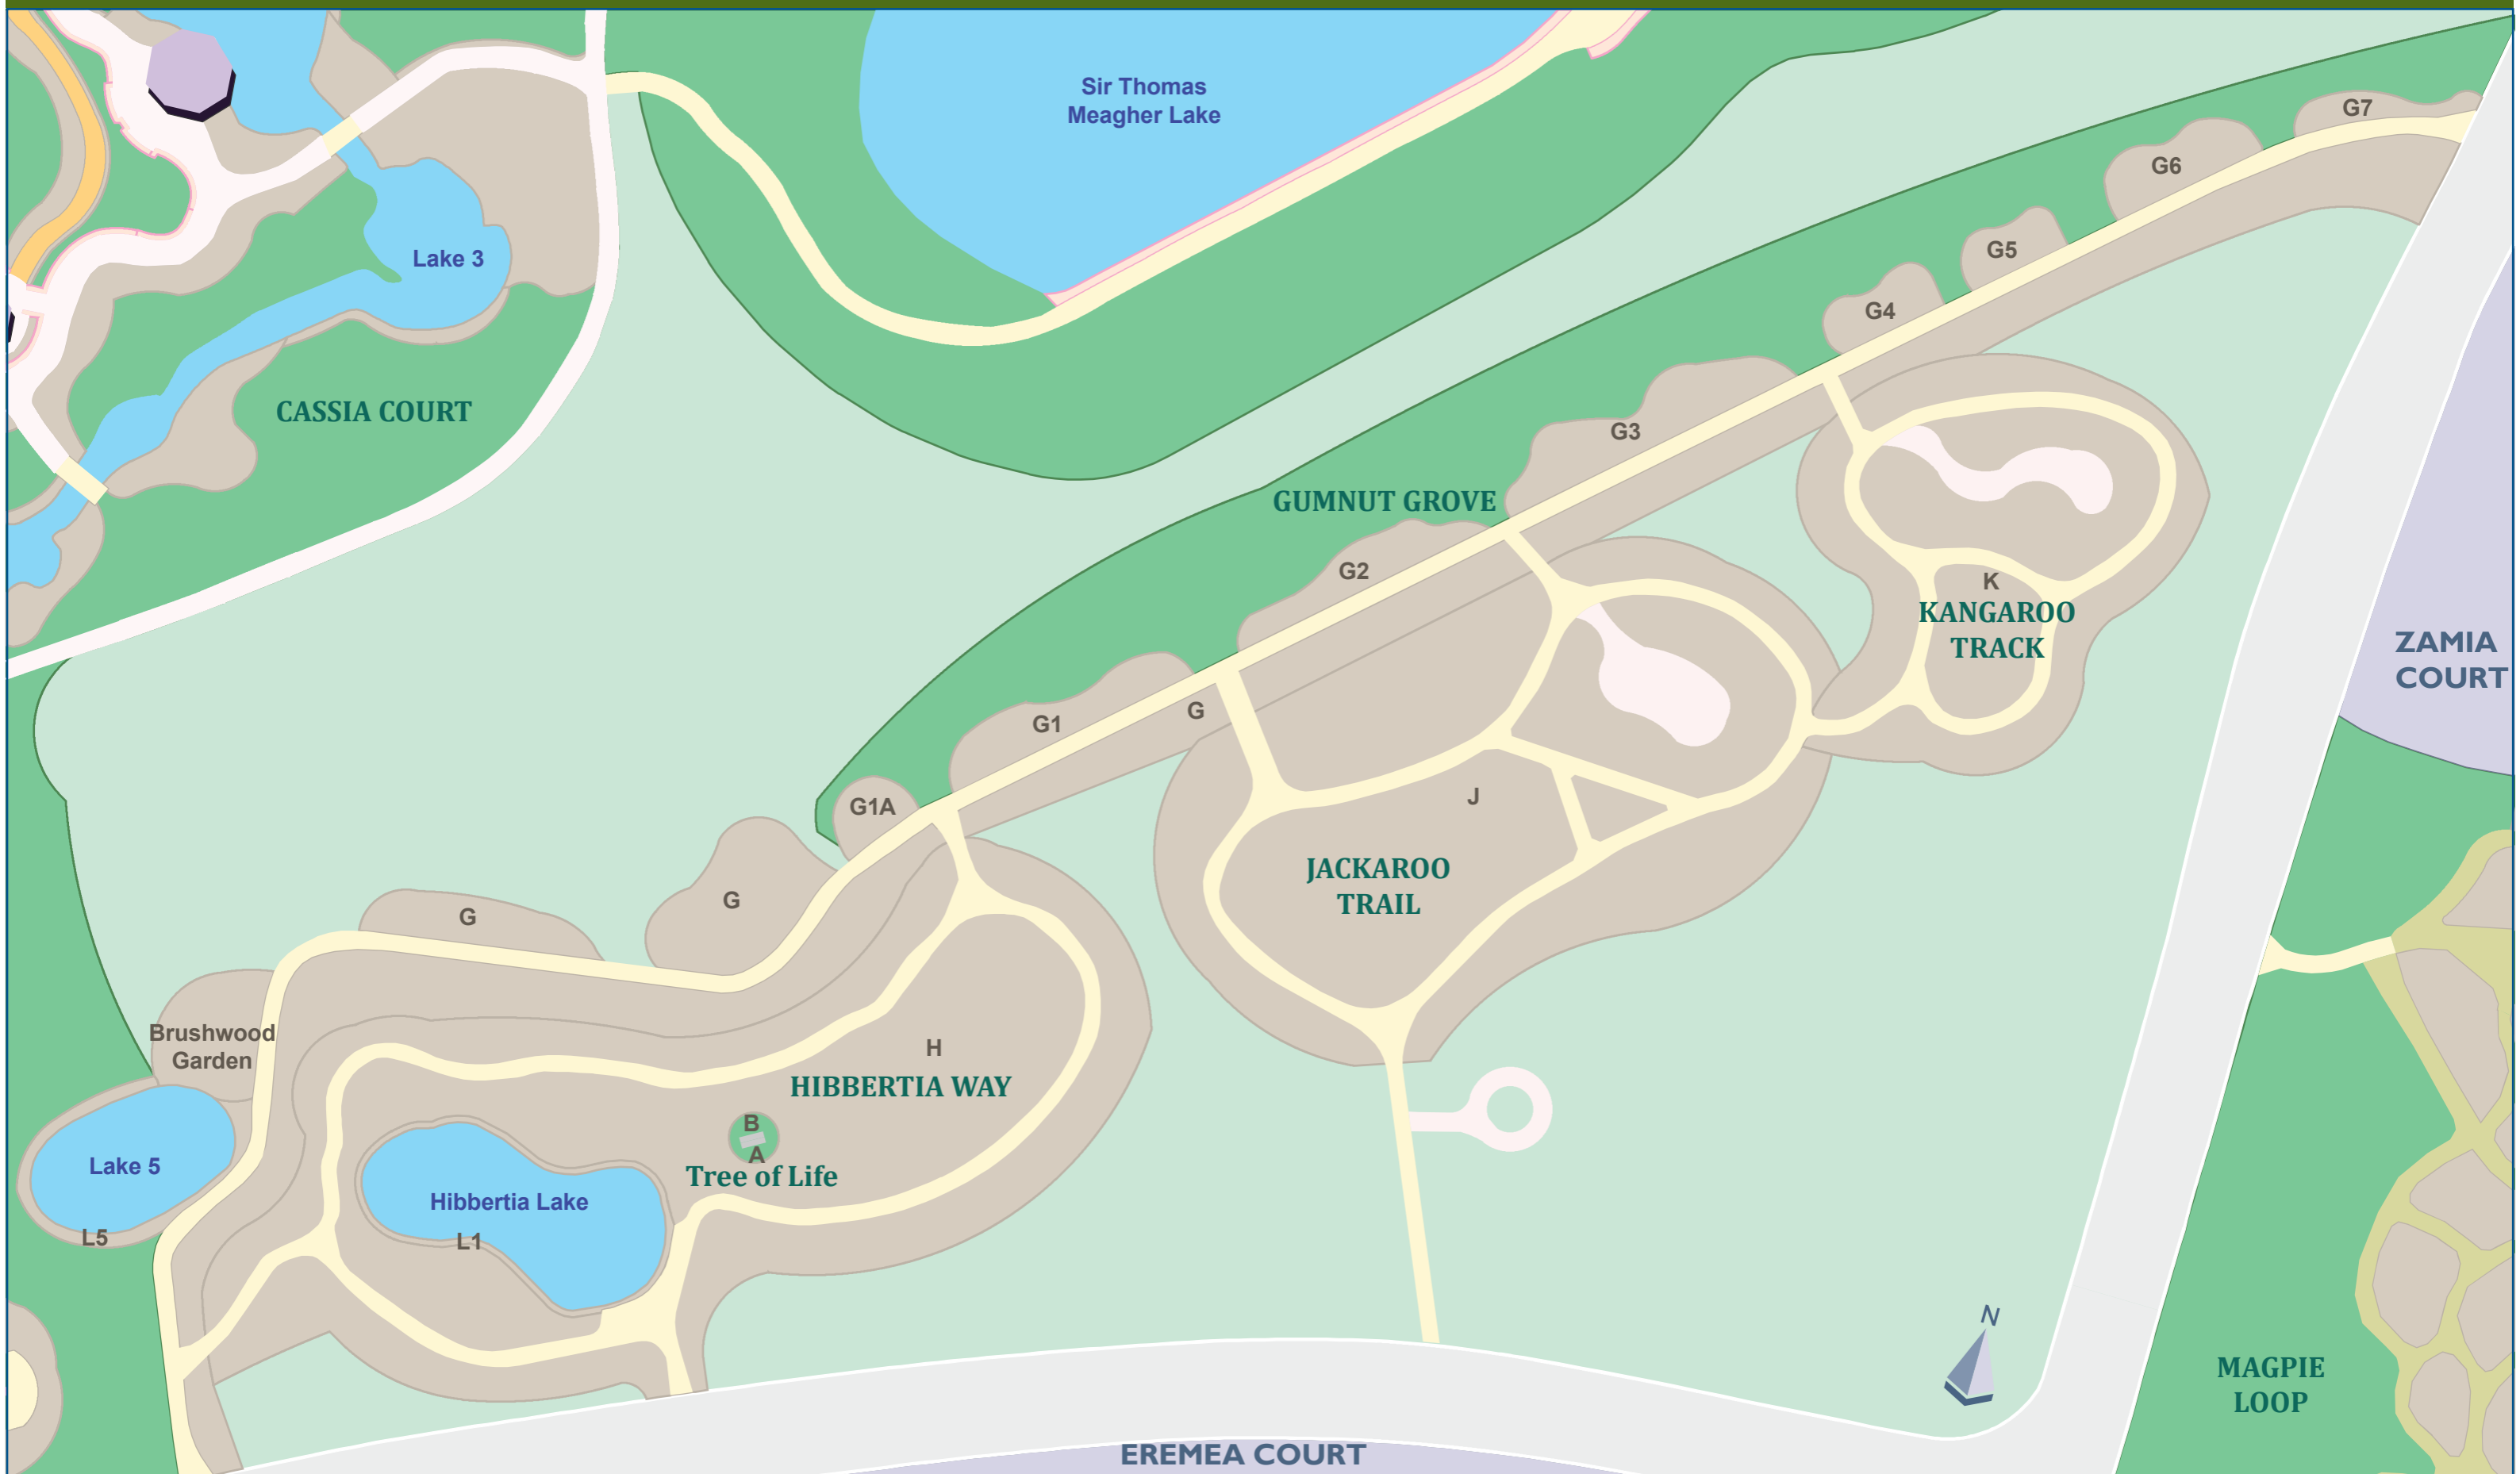 Sir Thomas
Meagher Lake
G7
G6
G5
Lake 3
G4
CASSIA COURT
G3
GUMNUT GROVE
G2
K
KANGAROO
TRACK
ZAMIA
COURT
G
G1
J
G1A
JACKAROO
TRAIL
G
G
Brushwood
Garden
H
HIBBERTIA WAY
B
A
Tree of Life
Lake 5
Hibbertia Lake
L5
L1
N
MAGPIE
LOOP
EREMEA COURT